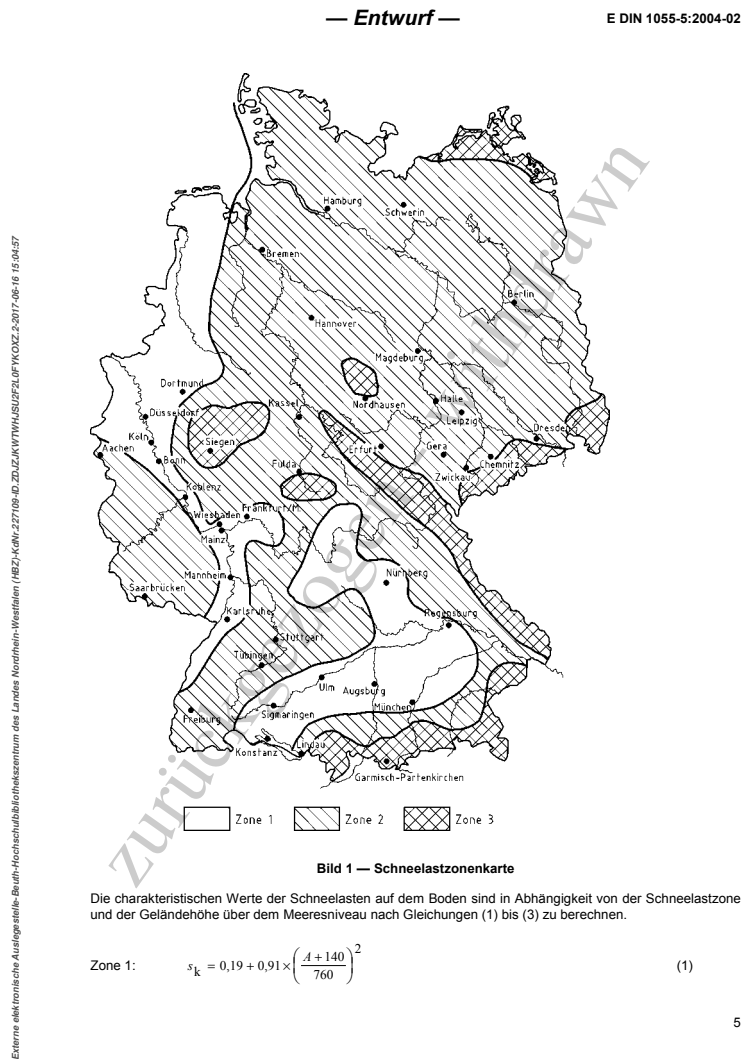 — Entwurf —
E DIN 1055-5:2004-02
Hamburg
Schwerin
Bremen
Berlin
Hannover
Magdeburg
Dortmund
Nordhausen
Halle
Kassel
Leipzig
Düsseldorf
Dresden
Siegen
Köln
Erfurt
Gera
Aachen
Chemnitz
Bonn
Fulda
Zwickau
Koblenz
Frankfurt/M.
Wiesbaden
Mainz
Mannheim
Nürnberg
Saarbrücken
Karlsruhe
Regensburg
Stuttgart
Tübingen
Ulm
Augsburg
München
Sigmaringen
Freiburg
Konstanz
Lindau
Garmisch-Partenkirchen
zurückgezogen / withdrawn
Zone 1
Zone 2
Zone 3
Bild 1 — Schneelastzonenkarte
Die charakteristischen Werte der Schneelasten auf dem Boden sind in Abhängigkeit von der Schneelastzone
und der Geländehöhe über dem Meeresniveau nach Gleichungen (1) bis (3) zu berechnen.
Zone 1: s_k = 0,19 + 0,91 × ((A + 140) / 760)² (1)
5
Externe elektronische Auslegestelle-Beuth-Hochschulbibliothekszentrum des Landes Nordrhein-Westfalen (HBZ)-KdNr.227109-ID.ZDJZJKWTWHJSU2F2L0FYKOXZ.2-2017-06-16 15:04:57